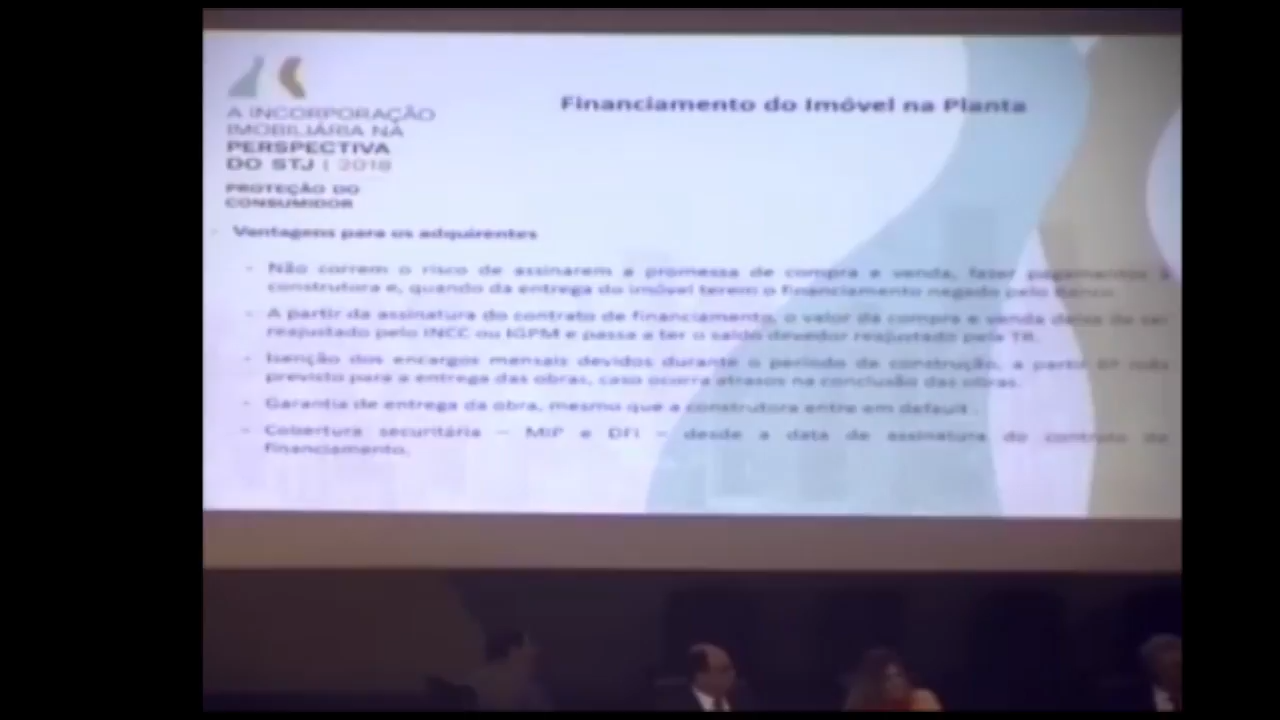 A INCORPORAÇÃO
IMOBILIÁRIA NA
PERSPECTIVA
DO STJ | 2018
PROTEÇÃO DO
CONSUMIDOR
Financiamento do Imóvel na Planta
- Vantagens para os adquirentes
- Não correm o risco de assinarem a promessa de compra e venda, fazer pagamentos à
construtora e, quando da entrega do imóvel terem o financiamento negado pelo Banco.
- A partir da assinatura do contrato de financiamento, o valor da compra e venda deixa de ser
reajustado pelo INCC ou IGPM e passa a ter o saldo devedor reajustado pela TR.
- Isenção dos encargos mensais devidos durante o período da construção, a partir mês
previsto para a entrega das obras, caso ocorra atrasos na conclusão das obras.
- Garantia de entrega da obra, mesmo que a construtora entre em default.
- Cobertura securitária – MIP e DFI – desde a data de assinatura do contrato de
financiamento.